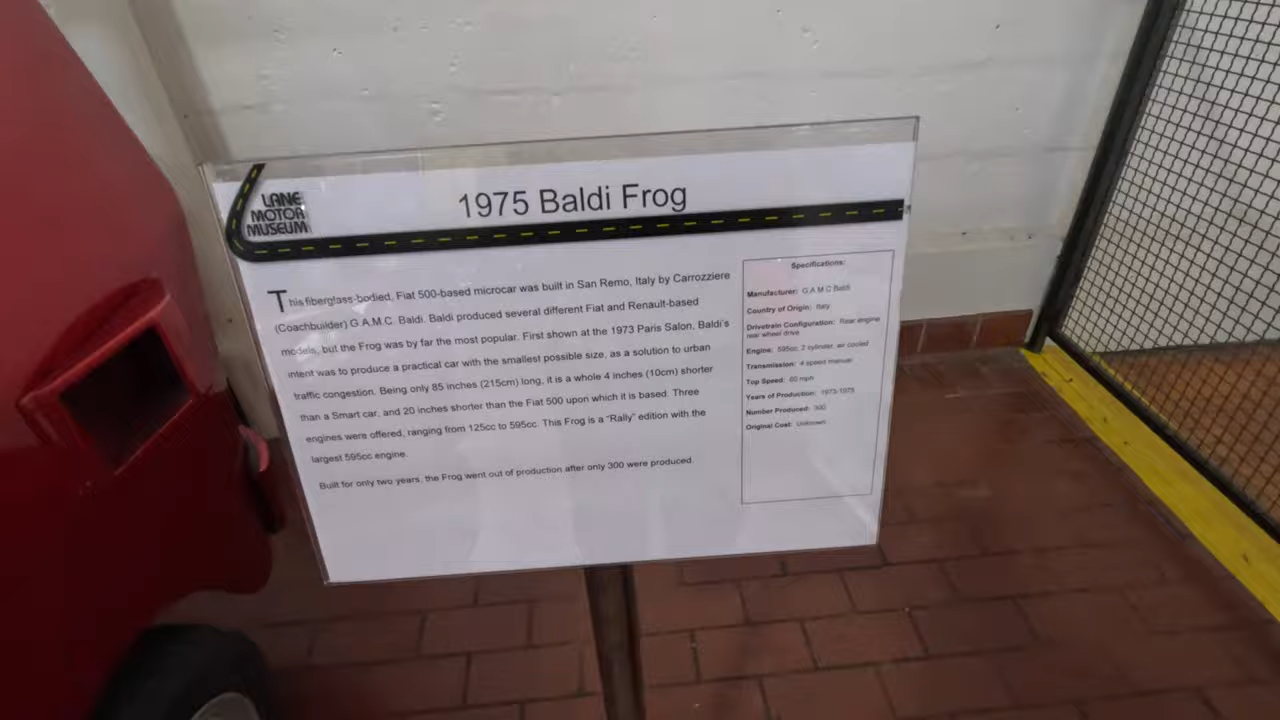 LANE
MOTOR
MUSEUM
1975 Baldi Frog
This fiberglass-bodied, Fiat 500-based microcar was built in San Remo, Italy by Carrozziere
(Coachbuilder) G.A.M.C. Baldi. Baldi produced several different Fiat and Renault-based
models, but the Frog was by far the most popular. First shown at the 1973 Paris Salon, Baldi's
intent was to produce a practical car with the smallest possible size, as a solution to urban
traffic congestion. Being only 85 inches (215cm) long, it is a whole 4 inches (10cm) shorter
than a Smart car, and 20 inches shorter than the Fiat 500 upon which it is based. Three
engines were offered, ranging from 125cc to 595cc. This Frog is a "Rally" edition with the
largest 595cc engine.
Built for only two years, the Frog went out of production after only 300 were produced.
Specifications:
Manufacturer: G.A.M.C Baldi
Country of Origin: Italy
Drivetrain Configuration: Rear engine,
rear wheel drive
Engine: 595cc, 2 cylinder, air cooled
Transmission: 4 speed manual
Top Speed: 60 mph
Years of Production: 1973-1975
Number Produced: 300
Original Cost: Unknown